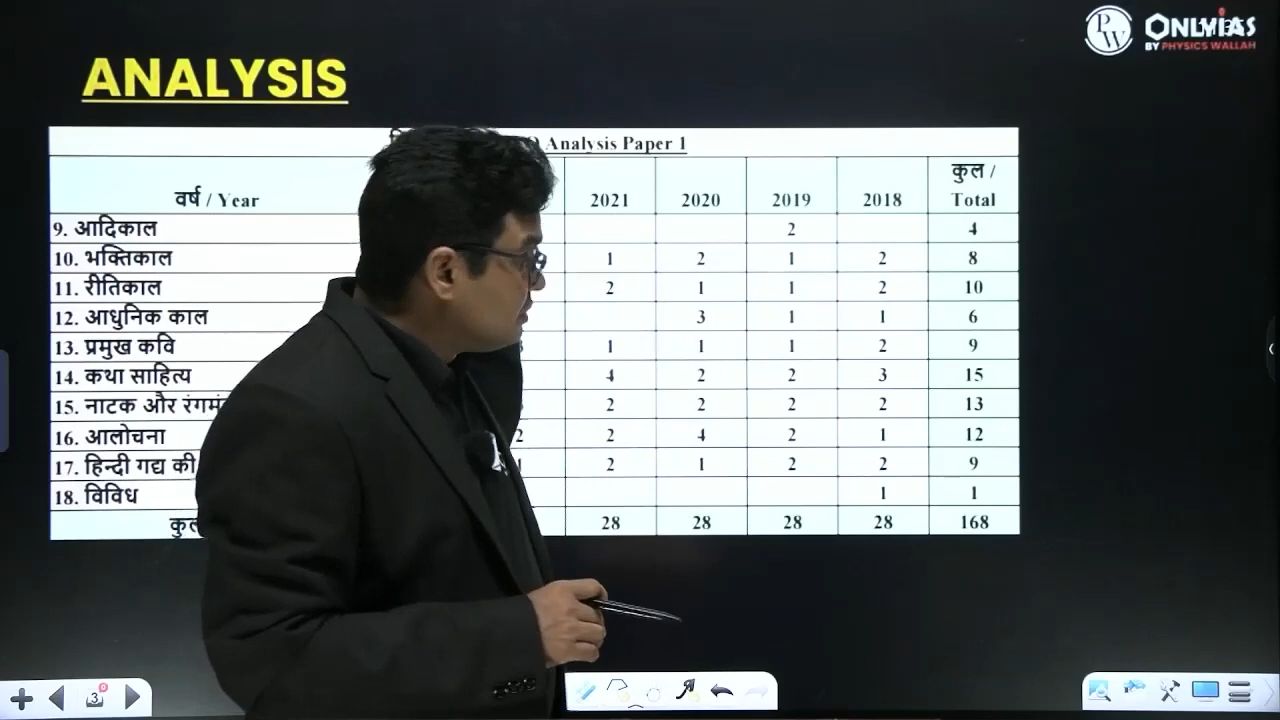 PW ONLYIAS
BY PHYSICS WALLAH
ANALYSIS
Analysis Paper 1
वर्ष / Year 2021 2020 2019 2018 कुल / Total
9. आदिकाल 2 4
10. भक्तिकाल 1 2 1 2 8
11. रीतिकाल 2 1 1 2 10
12. आधुनिक काल 3 1 1 6
13. प्रमुख कवि 1 1 1 2 9
14. कथा साहित्य 4 2 2 3 15
15. नाटक और 2 2 2 2 13
16. आलोचना 2 2 4 2 1 12
17. हिन्दी गद्य की 1 2 1 2 2 9
18. विविध 1 1
28 28 28 28 168
3